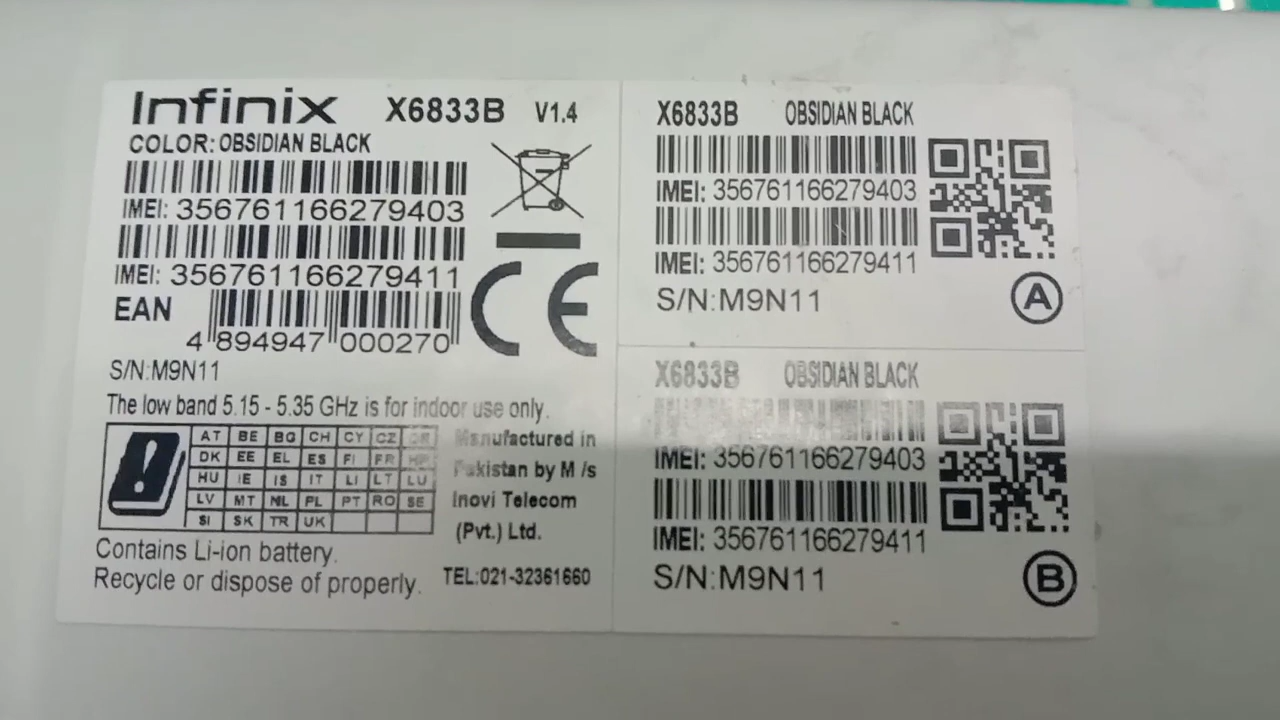 Infinix X6833B V1.4
COLOR: OBSIDIAN BLACK
IMEI: 356761166279403
IMEI: 356761166279411
EAN
4 894947 000270
S/N:M9N11
The low band 5.15 - 5.35 GHz is for indoor use only.
AT BE BG CH CY CZ
DK EE EL ES FI FR
HU IE IS IT LI LT LU
LV MT NL PL PT RO SE
SI SK TR UK
Manufactured in
Pakistan by M /s
Inovi Telecom
(Pvt.) Ltd.
Contains Li-ion battery.
Recycle or dispose of properly.
TEL:021-32361660
CE
X6833B OBSIDIAN BLACK
IMEI: 356761166279403
IMEI: 356761166279411
S/N:M9N11
A
X6833B OBSIDIAN BLACK
IMEI: 356761166279403
IMEI: 356761166279411
S/N:M9N11
B